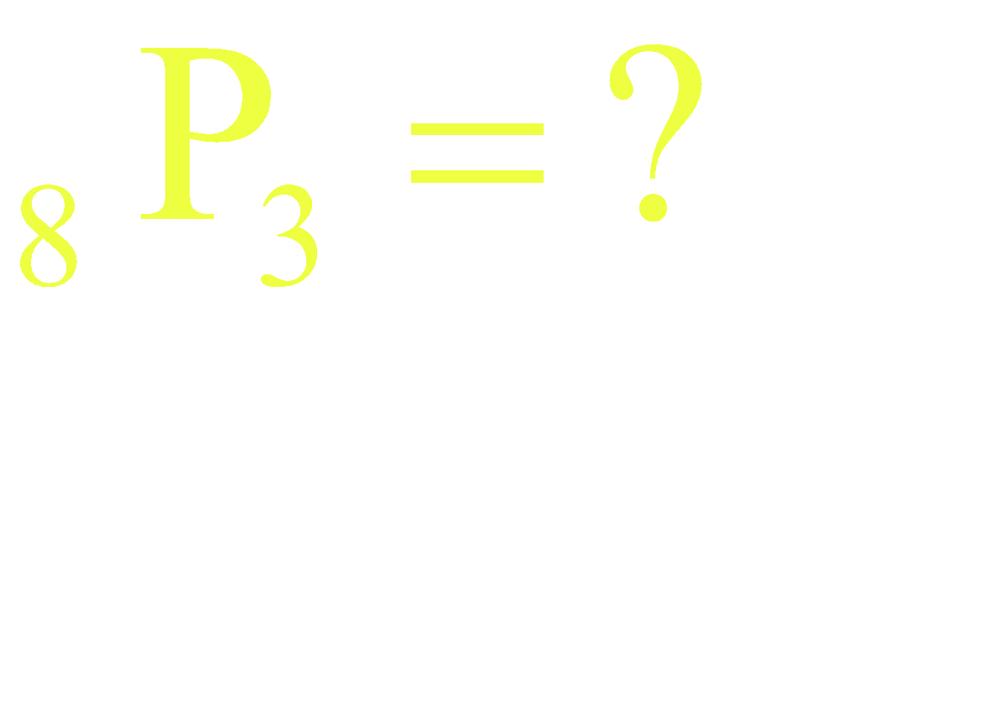 ₈P₃ = ?